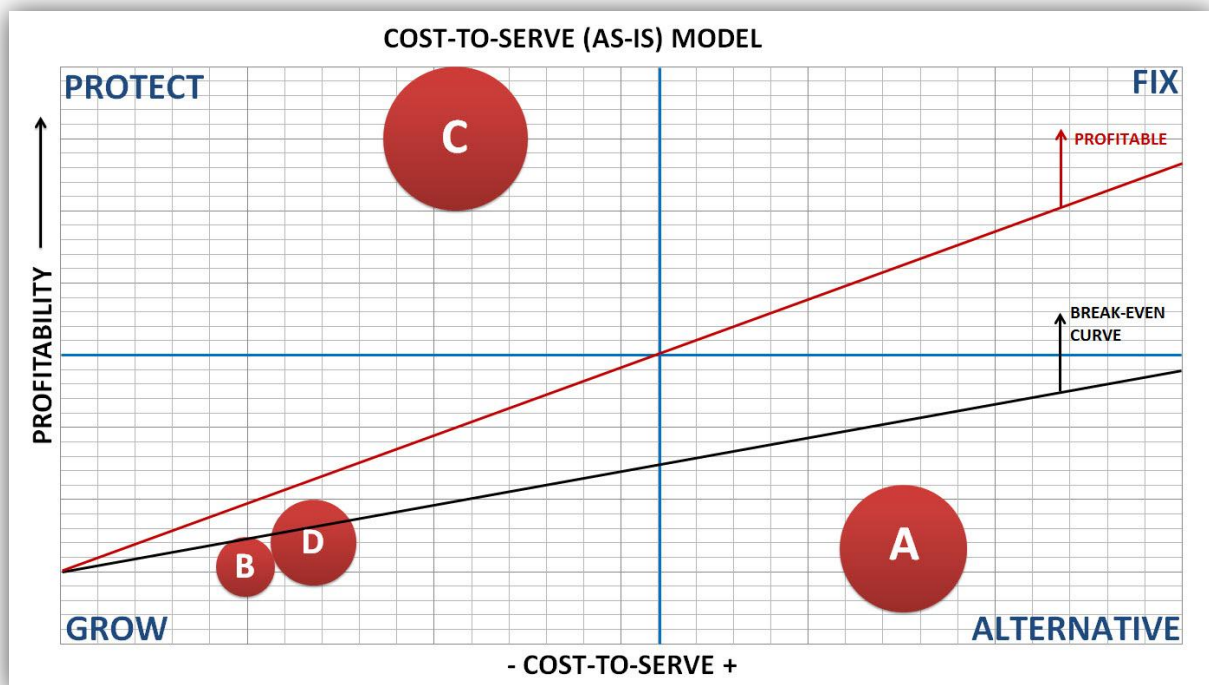 COST-TO-SERVE (AS-IS) MODEL
PROTECT
FIX
C
PROFITABLE
PROFITABILITY
BREAK-EVEN
CURVE
B
D
A
GROW
ALTERNATIVE
- COST-TO-SERVE +